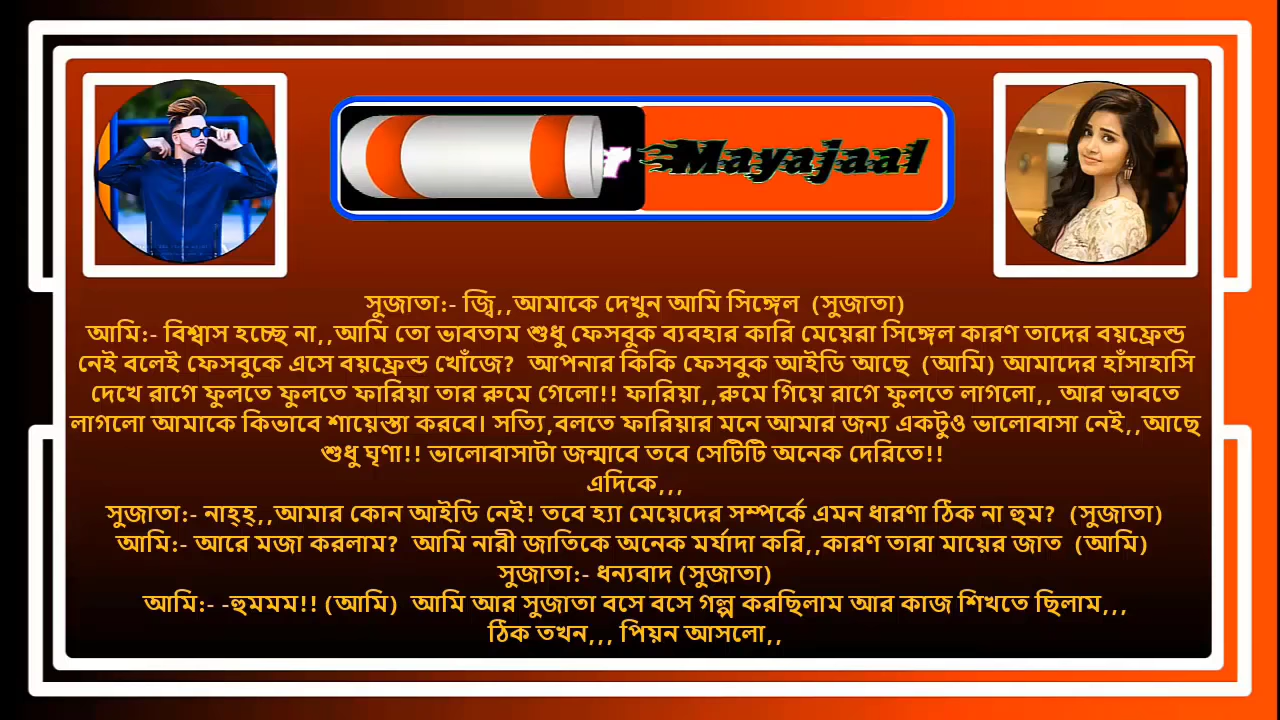 r Mayajaal
সুজাতা:- জ্বি,,আমাকে দেখুন আমি সিঙ্গেল (সুজাতা)
আমি:- বিশ্বাস হচ্ছে না,,আমি তো ভাবতাম শুধু ফেসবুক ব্যবহার কারি মেয়েরা সিঙ্গেল কারণ তাদের বয়ফ্রেন্ড
নেই বলেই ফেসবুকে এসে বয়ফ্রেন্ড খোঁজে? আপনার কিকি ফেসবুক আইডি আছে (আমি) আমাদের হাঁসাহাসি
দেখে রাগে ফুলতে ফুলতে ফারিয়া তার রুমে গেলো!! ফারিয়া,,রুমে গিয়ে রাগে ফুলতে লাগলো,, আর ভাবতে
লাগলো আমাকে কিভাবে শায়েস্তা করবে। সত্যি,বলতে ফারিয়ার মনে আমার জন্য একটুও ভালোবাসা নেই,,আছে
শুধু ঘৃণা!! ভালোবাসাটা জন্মাবে তবে সেটিটি অনেক দেরিতে!!
এদিকে,,,
সুজাতা:- নাহ্হ্,,আমার কোন আইডি নেই! তবে হ্যা মেয়েদের সম্পর্কে এমন ধারণা ঠিক না হুম? (সুজাতা)
আমি:- আরে মজা করলাম? আমি নারী জাতিকে অনেক মর্যাদা করি,,কারণ তারা মায়ের জাত (আমি)
সুজাতা:- ধন্যবাদ (সুজাতা)
আমি:- -হুমমম!! (আমি) আমি আর সুজাতা বসে বসে গল্প করছিলাম আর কাজ শিখতে ছিলাম,,,
ঠিক তখন,,, পিয়ন আসলো,,